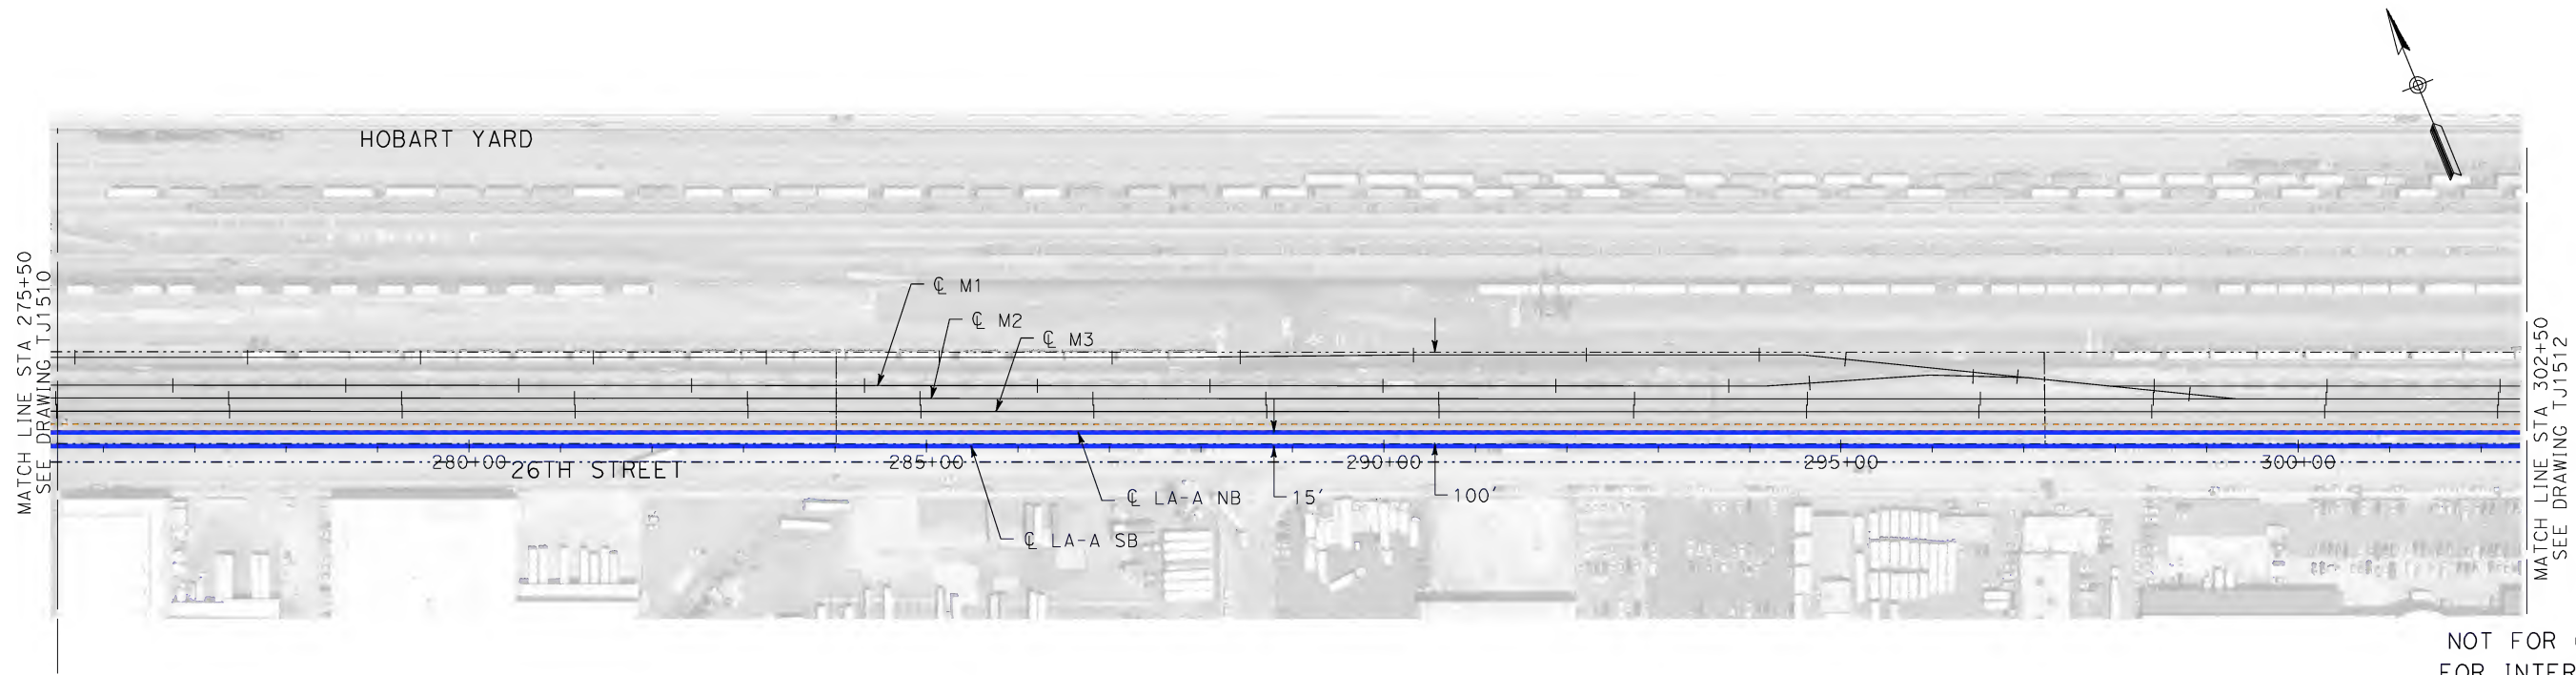 HOBART YARD
MATCH LINE STA 275+50
SEE DRAWING TJ1510
℄ M1
℄ M2
℄ M3
280+00
26TH STREET
285+00
290+00
295+00
300+00
℄ LA-A NB
15'
100'
℄ LA-A SB
MATCH LINE STA 302+50
SEE DRAWING TJ1512
NOT FOR
FOR INTER